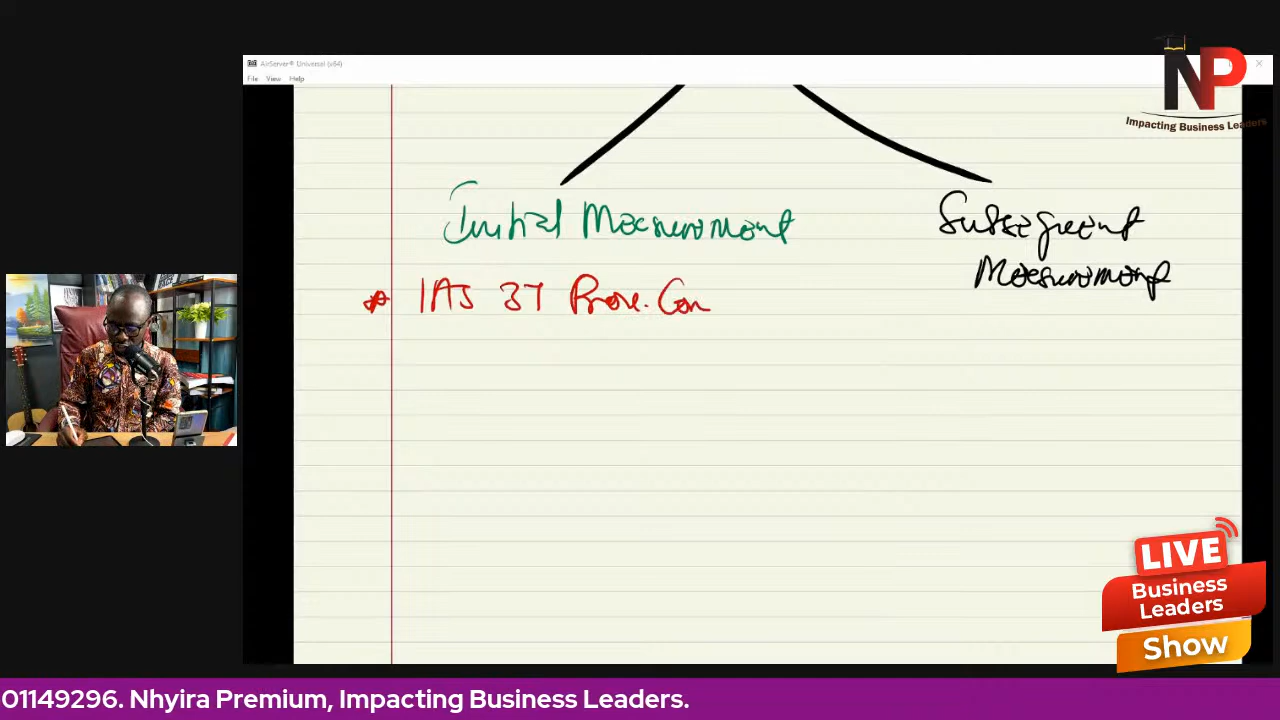 AirServer® Universal (x64)
File View Help
NP
Impacting Business Leaders
Initial Measurement
Subsequent
Measurement
* IAS 37 Prov. Con
LIVE
Business
Leaders
Show
01149296. Nhyira Premium, Impacting Business Leaders.